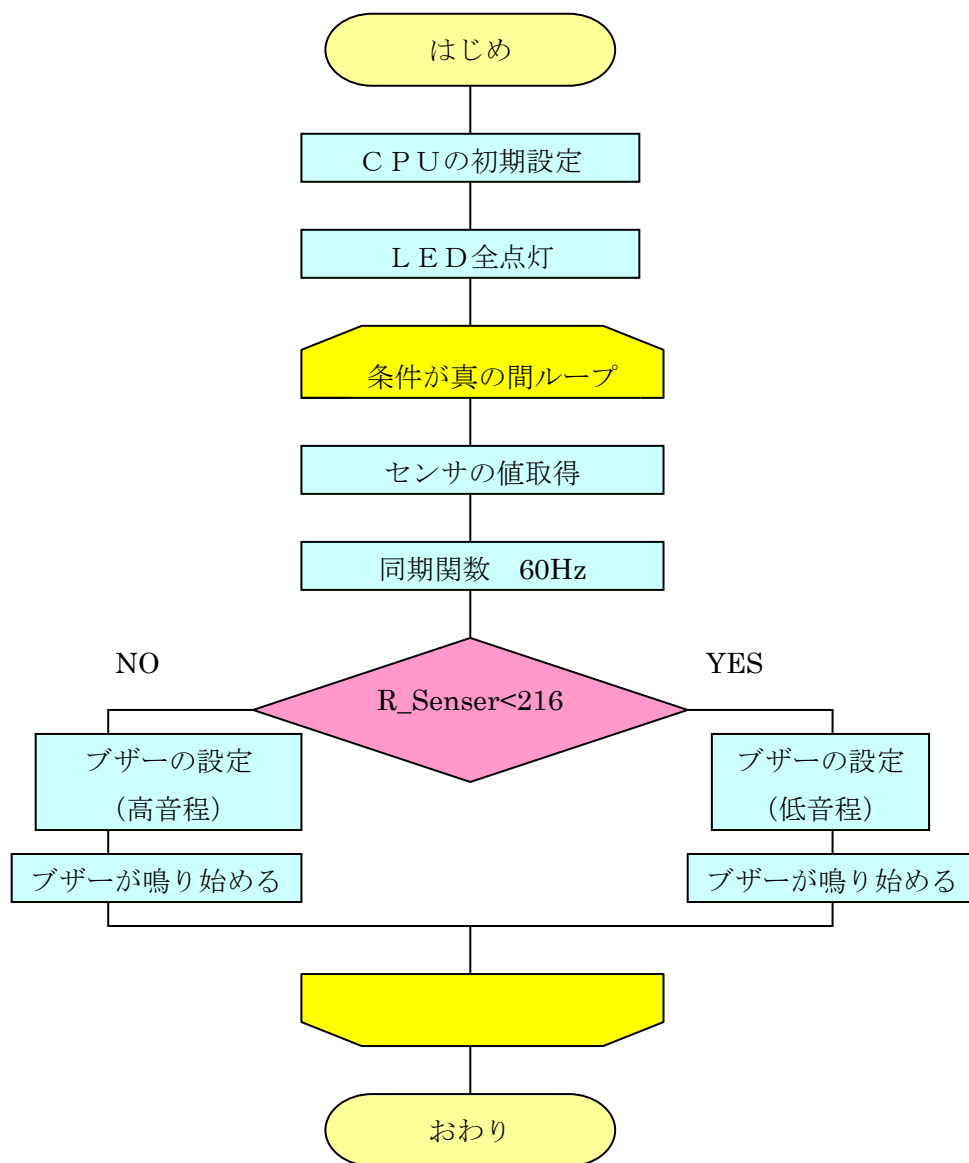 はじめ
ＣＰＵの初期設定
ＬＥＤ全点灯
条件が真の間ループ
センサの値取得
同期関数　60Hz
NO
YES
R_Senser<216
ブザーの設定
（高音程）
ブザーが鳴り始める
ブザーの設定
（低音程）
ブザーが鳴り始める
おわり